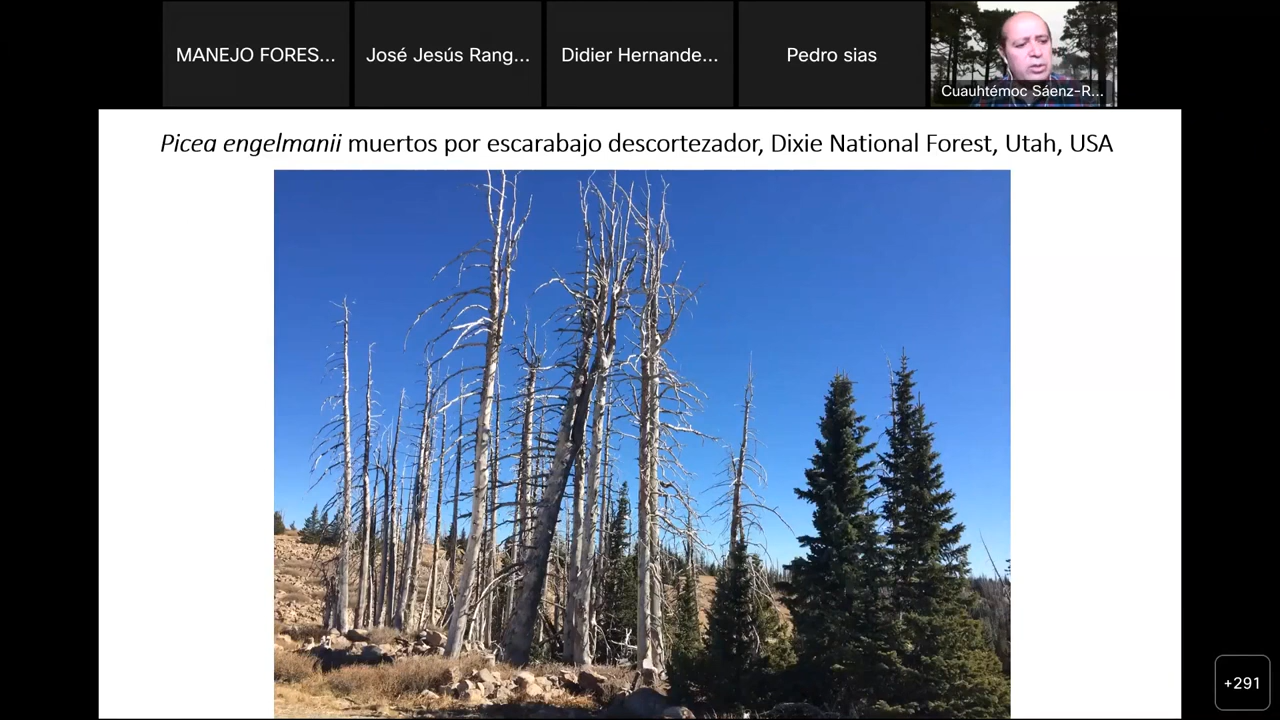 MANEJO FORES...
José Jesús Rang...
Didier Hernande...
Pedro sias
Cuauhtémoc Sáenz-R...
Picea engelmanii muertos por escarabajo descortezador, Dixie National Forest, Utah, USA
+291